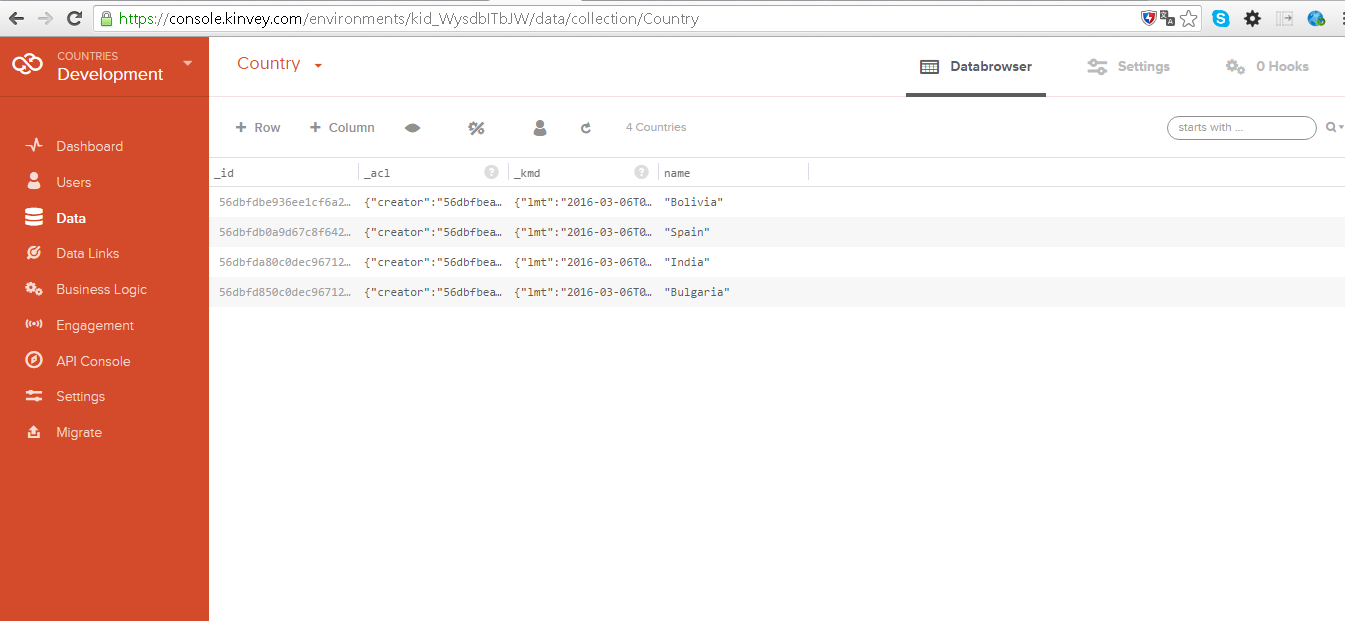 https://console.kinvey.com/environments/kid_WysdblTbJW/data/collection/Country
COUNTRIES
Development
Country
Databrowser
Settings
0 Hooks
+ Row
+ Column
4 Countries
starts with ...
Dashboard
Users
Data
Data Links
Business Logic
Engagement
API Console
Settings
Migrate
_id _acl ? _kmd ? name
56dbfdbe936ee1cf6a2… {"creator":"56dbfbea… {"lmt":"2016-03-06T0… "Bolivia"
56dbfdb0a9d67c8f642… {"creator":"56dbfbea… {"lmt":"2016-03-06T0… "Spain"
56dbfda80c0dec96712… {"creator":"56dbfbea… {"lmt":"2016-03-06T0… "India"
56dbfd850c0dec96712… {"creator":"56dbfbea… {"lmt":"2016-03-06T0… "Bulgaria"